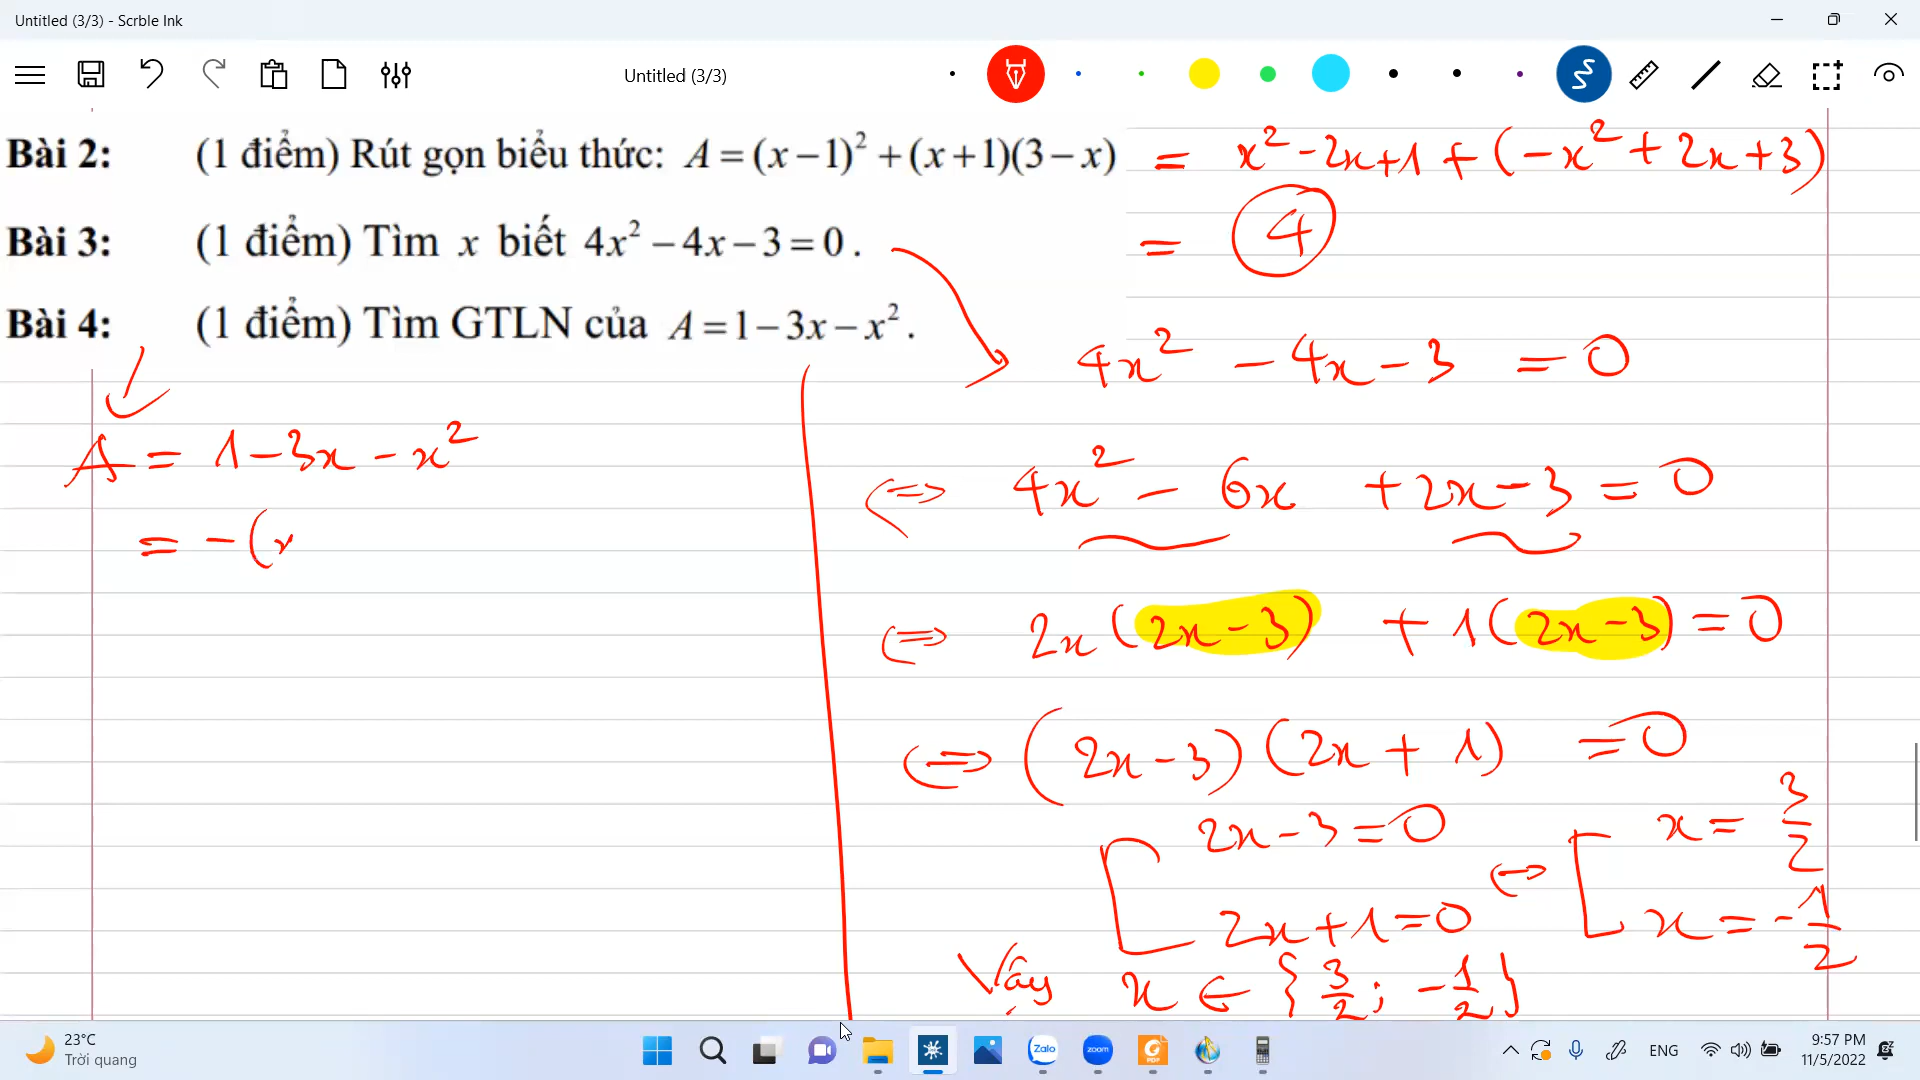 Untitled (3/3) - Scrble Ink
Untitled (3/3)
Bài 2: (1 điểm) Rút gọn biểu thức: A = (x − 1)² + (x + 1)(3 − x) = x² - 2x + 1 + (-x² + 2x + 3)
= 4
Bài 3: (1 điểm) Tìm x biết 4x² − 4x − 3 = 0 .
Bài 4: (1 điểm) Tìm GTLN của A = 1 − 3x − x² .
A = 1 - 3x - x²
= - (x
4x² - 4x - 3 = 0
<=> 4x² - 6x + 2x - 3 = 0
<=> 2x (2x - 3) + 1 (2x - 3) = 0
<=> (2x - 3) (2x + 1) = 0
[ 2x - 3 = 0 <=> [ x = 3/2
2x + 1 = 0 x = -1/2
Vậy x ∈ { 3/2 ; -1/2 }
23°C
Trời quang
Zalo
zoom
PDF
ENG
9:57 PM
11/5/2022